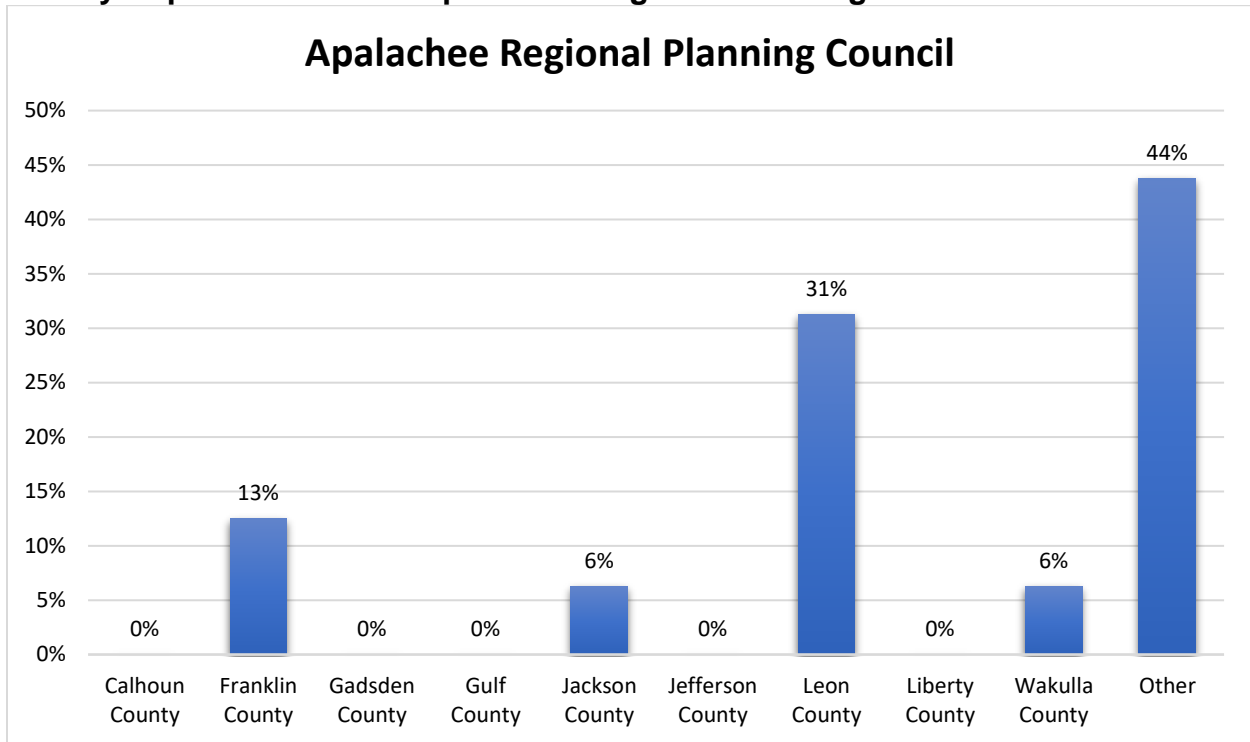 Apalachee Regional Planning Council
50%
45%
44%
40%
35%
31%
30%
25%
20%
15%
13%
10%
6%
6%
5%
0%
0%
0%
0%
0%
0%
Calhoun County
Franklin County
Gadsden County
Gulf County
Jackson County
Jefferson County
Leon County
Liberty County
Wakulla County
Other